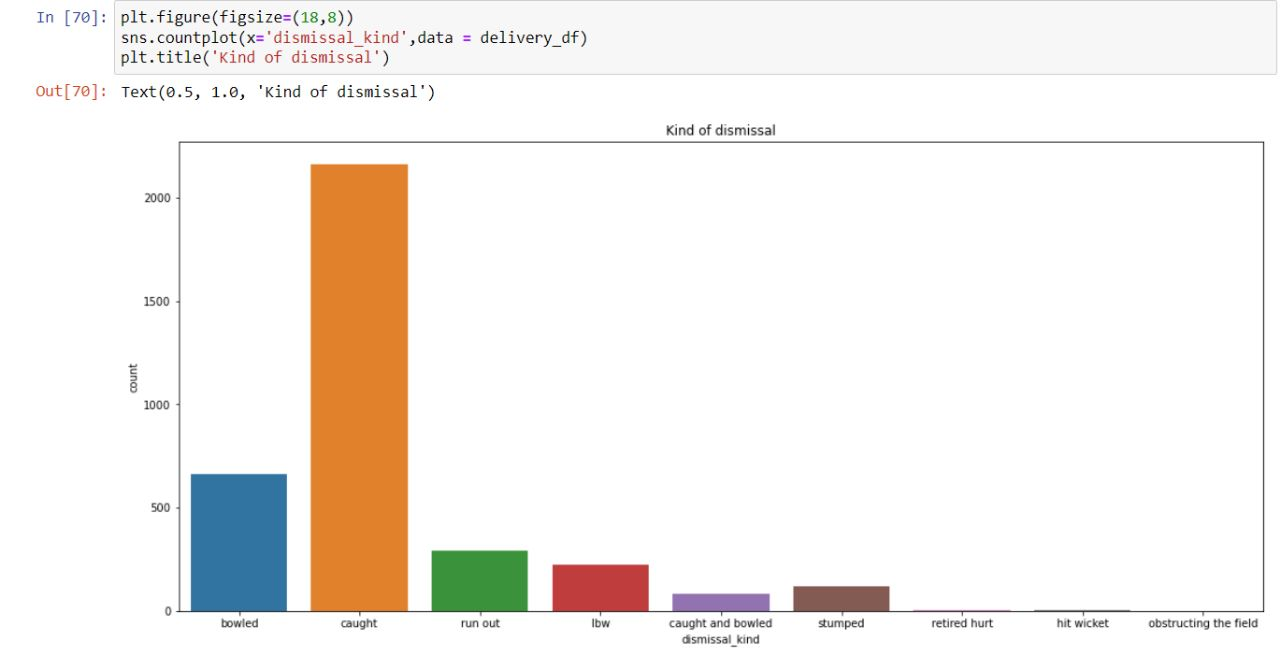 In [70]: plt.figure(figsize=(18,8))
sns.countplot(x='dismissal_kind',data = delivery_df)
plt.title('Kind of dismissal')
Out[70]: Text(0.5, 1.0, 'Kind of dismissal')
Kind of dismissal
2000
1500
1000
500
0
count
bowled caught run out lbw caught and bowled stumped retired hurt hit wicket obstructing the field
dismissal_kind